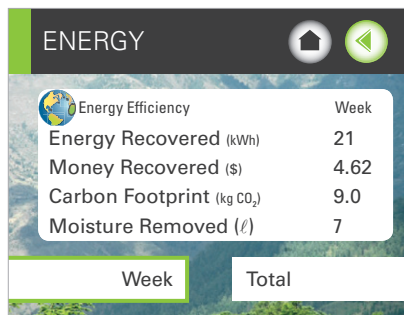 ENERGY
Energy Efficiency Week
Energy Recovered (kWh) 21
Money Recovered ($) 4.62
Carbon Footprint (kg CO₂) 9.0
Moisture Removed (ℓ) 7
Week Total